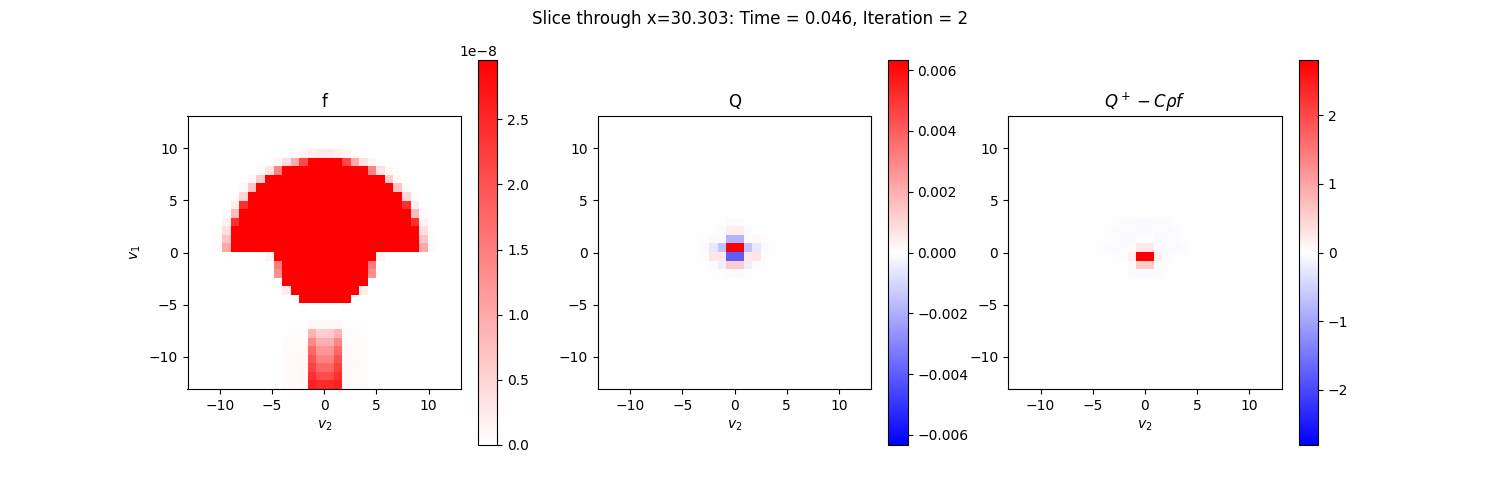 Slice through x=30.303: Time = 0.046, Iteration = 2
1e−8
f
Q
Q⁺ − Cρf
v₁
10
5
0
−5
−10
−10 −5 0 5 10
v₂
2.5
2.0
1.5
1.0
0.5
0.0
10
5
0
−5
−10
−10 −5 0 5 10
v₂
0.006
0.004
0.002
0.000
−0.002
−0.004
−0.006
10
5
0
−5
−10
−10 −5 0 5 10
v₂
2
1
0
−1
−2